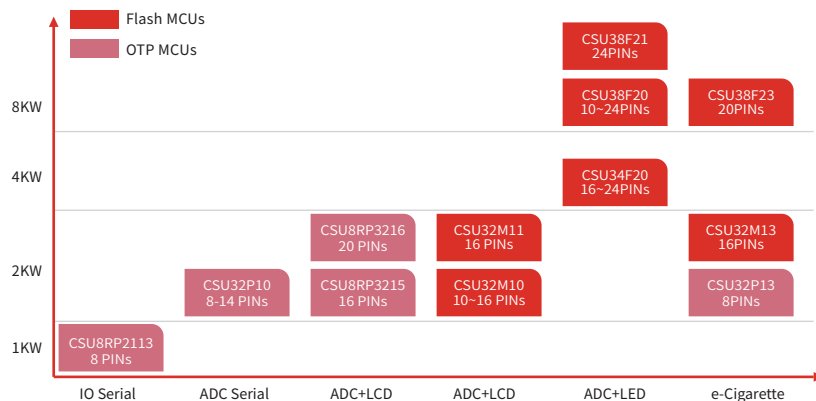 Flash MCUs
OTP MCUs
CSU38F21
24PINs
8KW
CSU38F20
10~24PINs
CSU38F23
20PINs
4KW
CSU34F20
16~24PINs
CSU8RP3216
20 PINs
CSU32M11
16 PINs
CSU32M13
16PINs
2KW
CSU32P10
8-14 PINs
CSU8RP3215
16 PINs
CSU32M10
10~16 PINs
CSU32P13
8PINs
1KW
CSU8RP2113
8 PINs
IO Serial
ADC Serial
ADC+LCD
ADC+LCD
ADC+LED
e-Cigarette